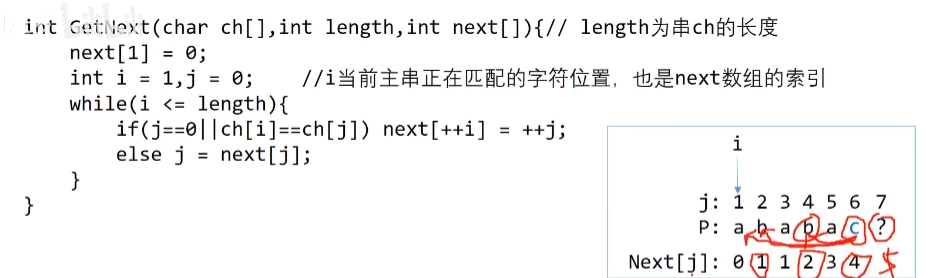 int GetNext(char ch[],int length,int next[]){// length为串ch的长度
next[1] = 0;
int i = 1,j = 0; //i当前主串正在匹配的字符位置，也是next数组的索引
while(i <= length){
if(j==0||ch[i]==ch[j]) next[++i] = ++j;
else j = next[j];
}
}
i
j: 1 2 3 4 5 6 7
P: a b a b a c ?
Next[j]: 0 1 1 2 3 4